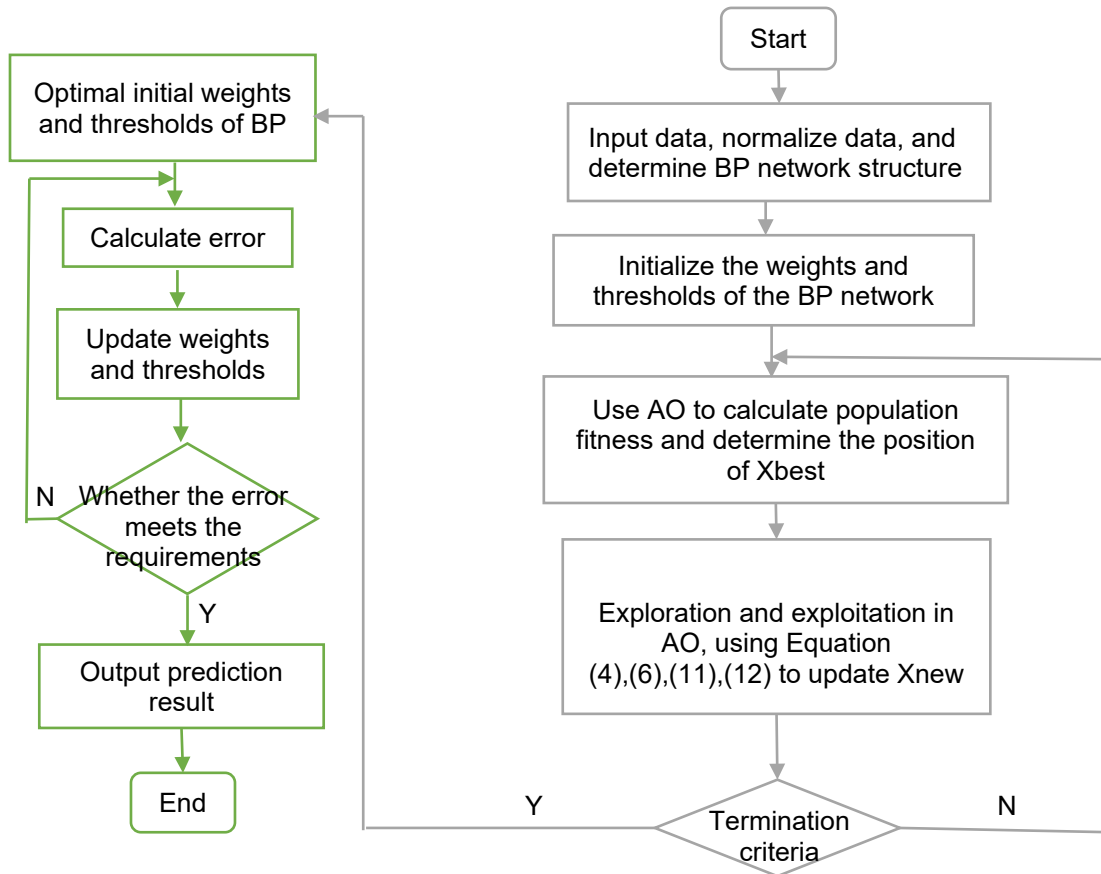 Start
Input data, normalize data, and
determine BP network structure
Initialize the weights and
thresholds of the BP network
Use AO to calculate population
fitness and determine the position
of Xbest
Exploration and exploitation in
AO, using Equation
(4),(6),(11),(12) to update Xnew
Termination
criteria
Y
N
Optimal initial weights
and thresholds of BP
Calculate error
Update weights
and thresholds
Whether the error
meets the
requirements
N
Y
Output prediction
result
End